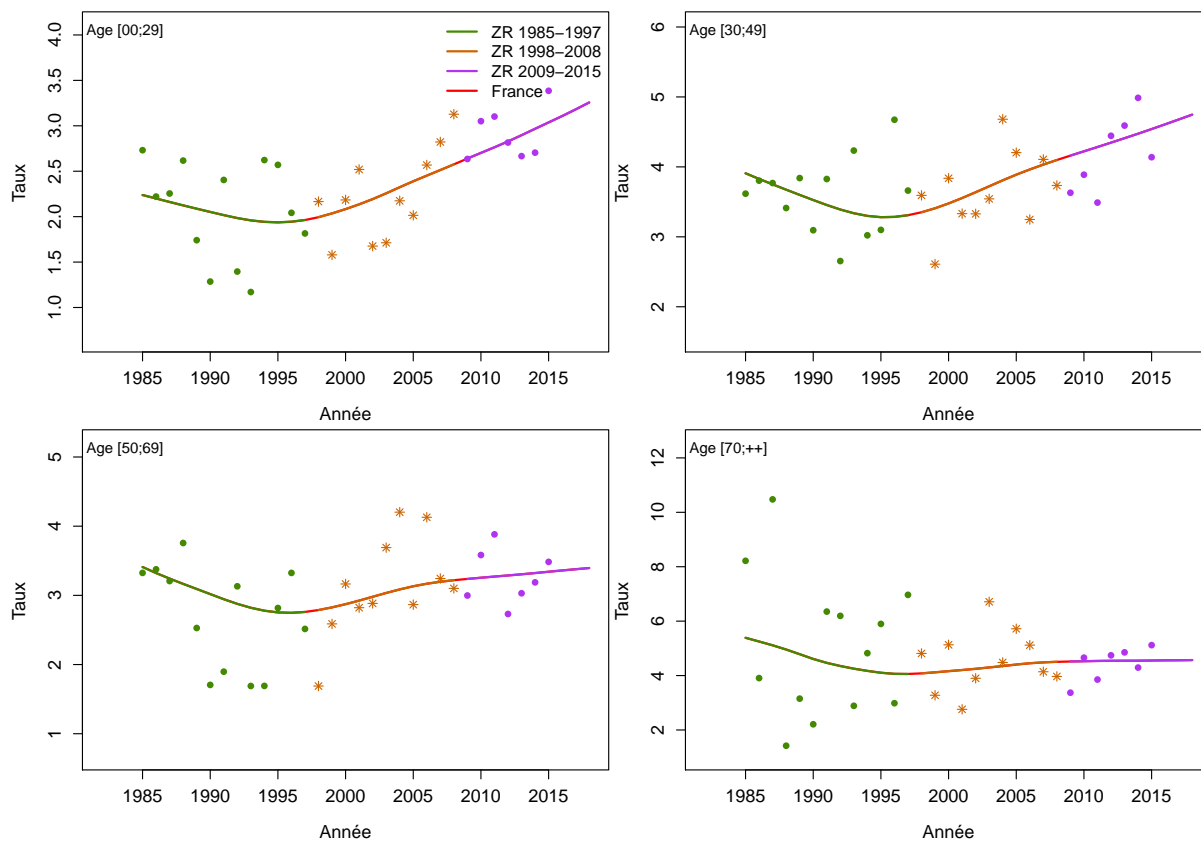 Age [00;29]
ZR 1985−1997
ZR 1998−2008
ZR 2009−2015
France
Taux
4.0
3.5
3.0
2.5
2.0
1.5
1.0
1985 1990 1995 2000 2005 2010 2015
Année
Age [30;49]
Taux
6
5
4
3
2
1985 1990 1995 2000 2005 2010 2015
Année
Age [50;69]
Taux
5
4
3
2
1
1985 1990 1995 2000 2005 2010 2015
Année
Age [70;++]
Taux
12
10
8
6
4
2
1985 1990 1995 2000 2005 2010 2015
Année